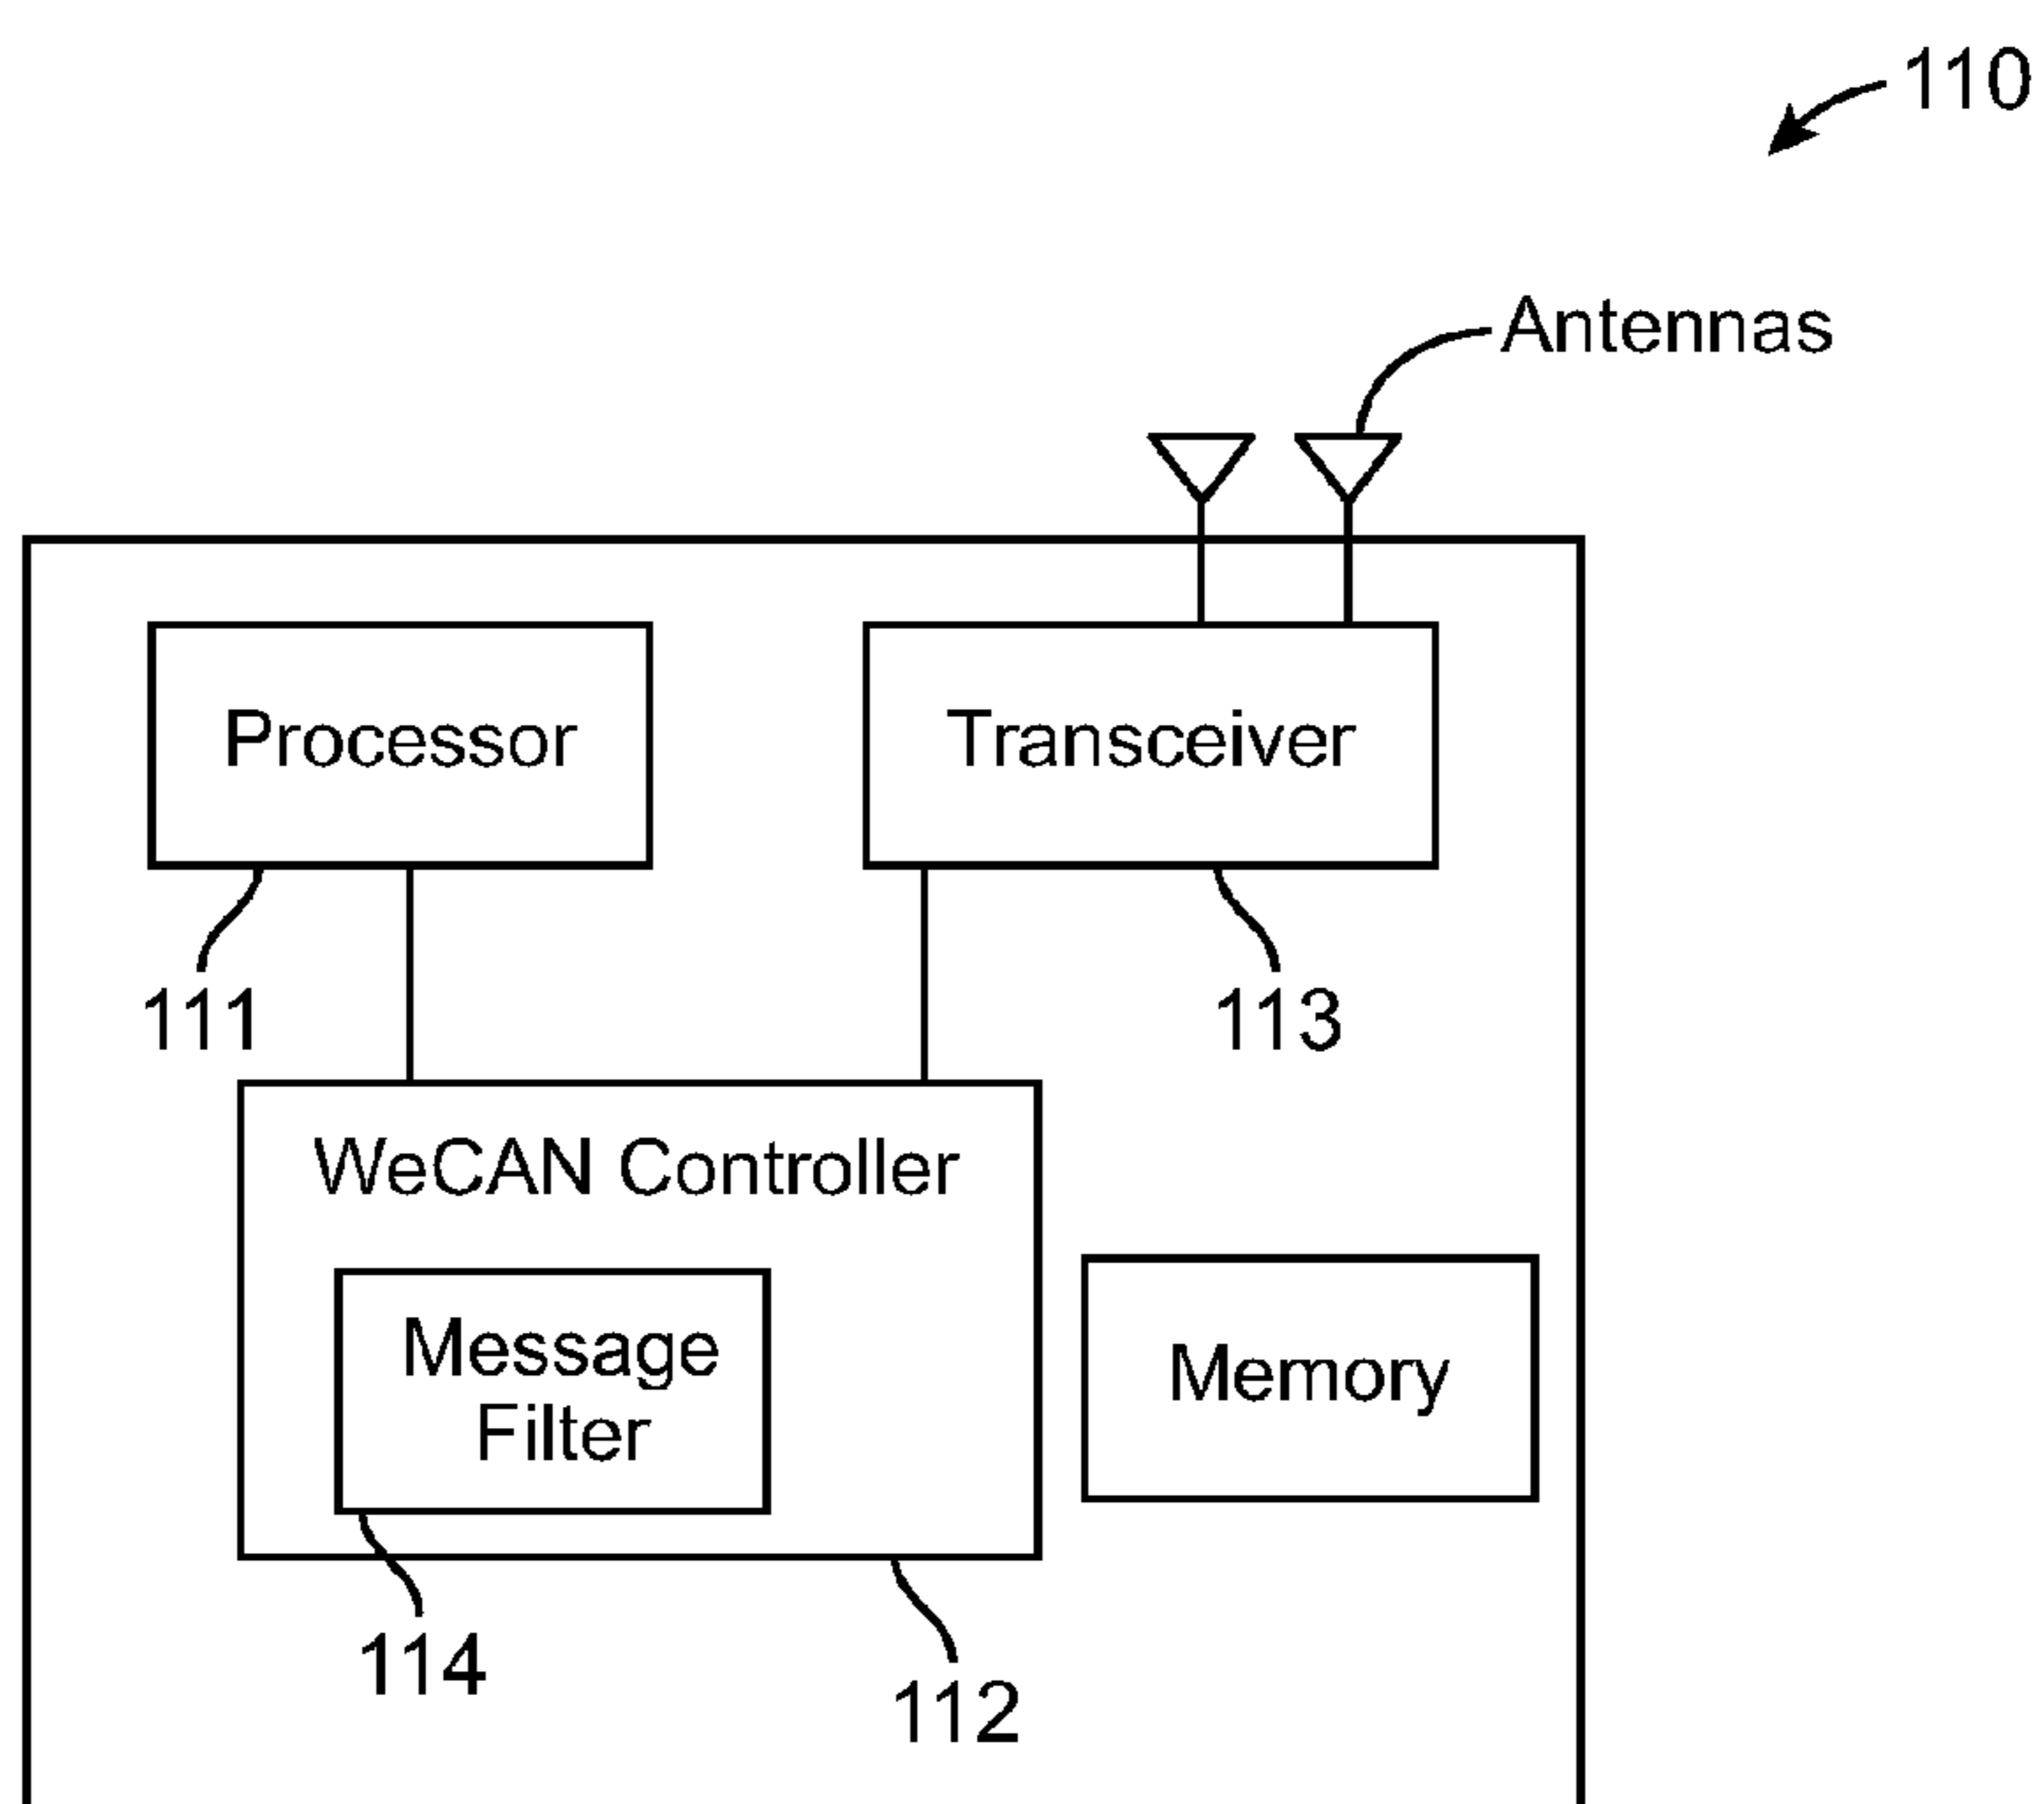 110
Antennas
Processor
Transceiver
111
113
WeCAN Controller
Message
Filter
Memory
114
112